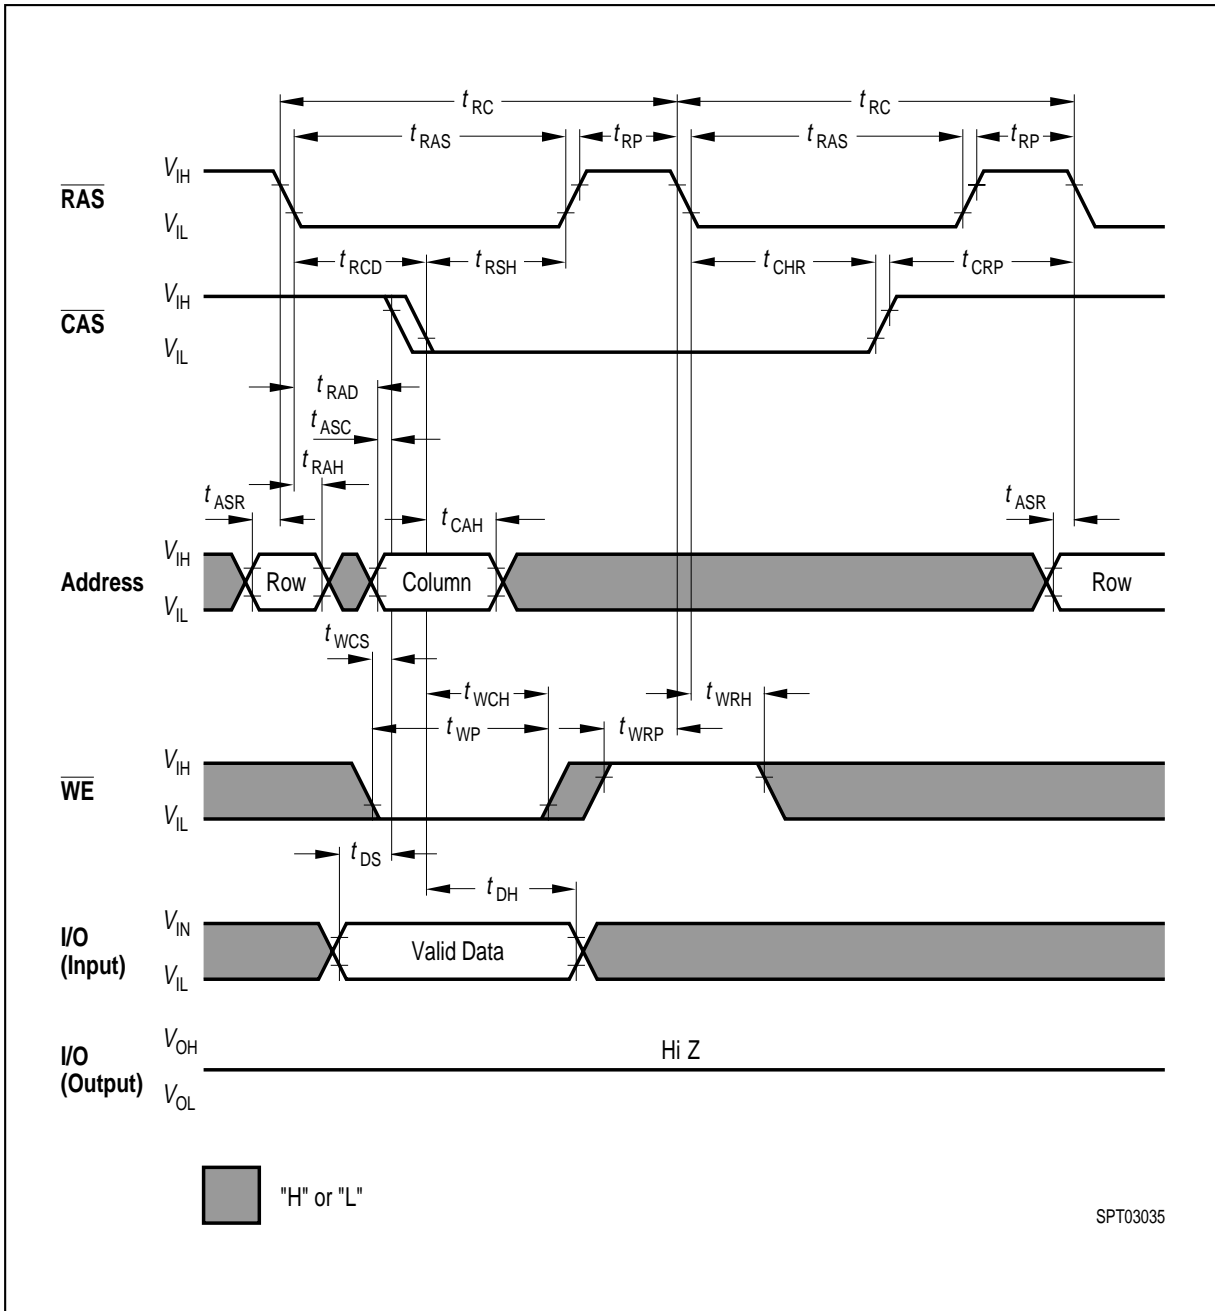 tRC tRC
tRAS tRP tRAS tRP
RAS VIH
VIL
tRCD tRSH tCHR tCRP
CAS VIH
VIL
tRAD
tASC
tRAH
tASR tCAH tASR
Address VIH Row Column Row
VIL
tWCS
tWCH tWRH
tWP tWRP
WE VIH
VIL
tDS
tDH
I/O (Input) VIN Valid Data
VIL
I/O (Output) VOH Hi Z
VOL
"H" or "L"
SPT03035